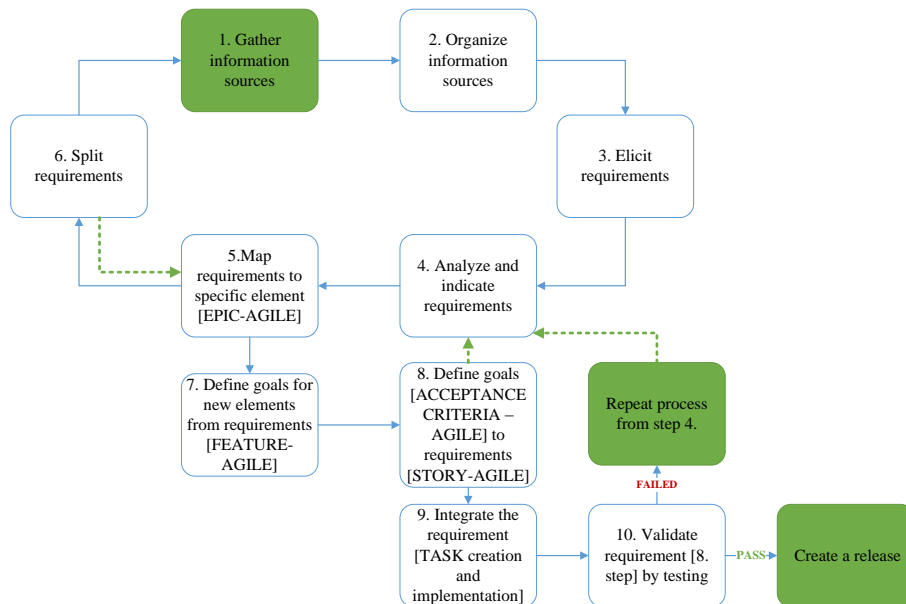 1. Gather
information
sources
2. Organize
information
sources
6. Split
requirements
3. Elicit
requirements
5.Map
requirements to
specific element
[EPIC-AGILE]
4. Analyze and
indicate
requirements
7. Define goals for
new elements
from requirements
[FEATURE-
AGILE]
8. Define goals
[ACCEPTANCE
CRITERIA –
AGILE] to
requirements
[STORY-AGILE]
Repeat process
from step 4.
FAILED
9. Integrate the
requirement
[TASK creation
and
implementation]
10. Validate
requirement [8.
step] by testing
PASS
Create a release